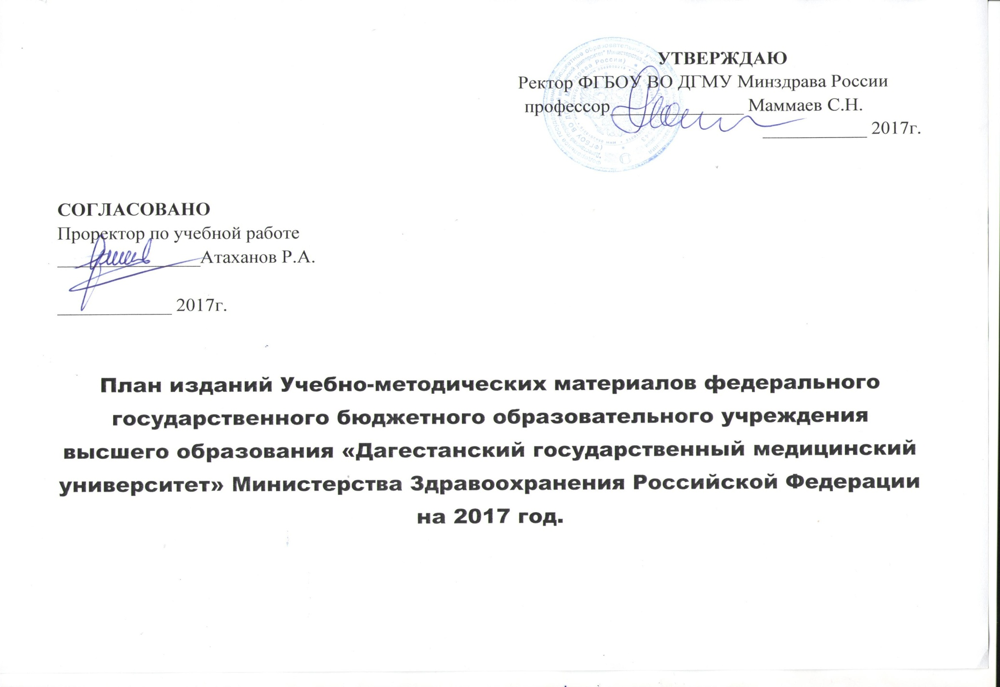 УТВЕРЖДАЮ
Ректор ФГБОУ ВО ДГМУ Минздрава России
профессор_______________ Маммаев С.Н.
____________ 2017г.
СОГЛАСОВАНО
Проректор по учебной работе
________________Атаханов Р.А.
_____________ 2017г.
План изданий Учебно-методических материалов федерального
государственного бюджетного образовательного учреждения
высшего образования «Дагестанский государственный медицинский
университет» Министерства Здравоохранения Российской Федерации
на 2017 год.